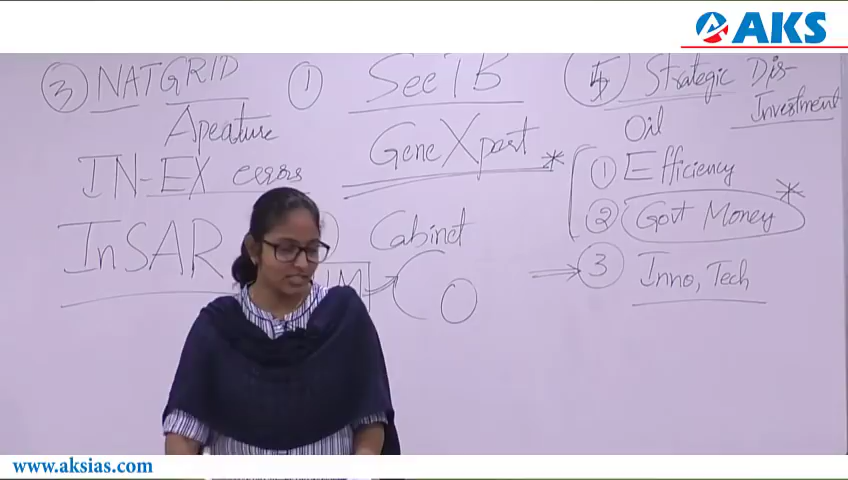 AKS
③ NATGRID
Apeature
IN-EX errors
InSAR
① See TB
GeneXpert *
Cabinet
Strategic Dis-
Investment
Oil
① Efficiency
② Govt Money *
③ Inno, Tech
www.aksias.com